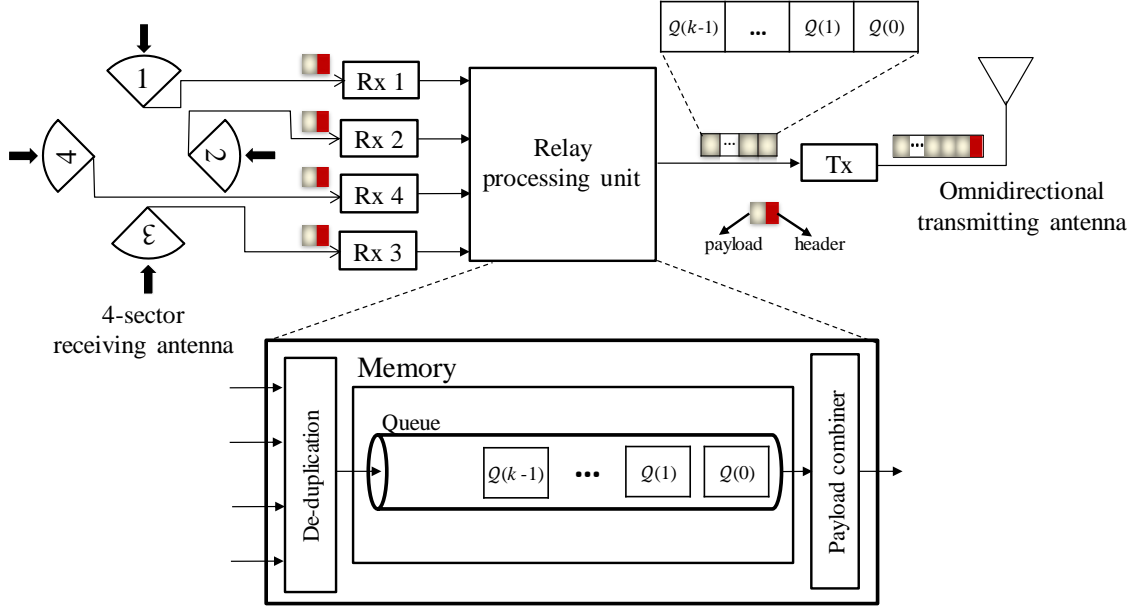 Q(k-1)
...
Q(1)
Q(0)
1
Rx 1
2
Rx 2
4
Rx 4
3
Rx 3
Relay
processing unit
...
Tx
...
Omnidirectional
transmitting antenna
payload
header
4-sector
receiving antenna
De-duplication
Memory
Queue
Q(k-1)
...
Q(1)
Q(0)
Payload combiner